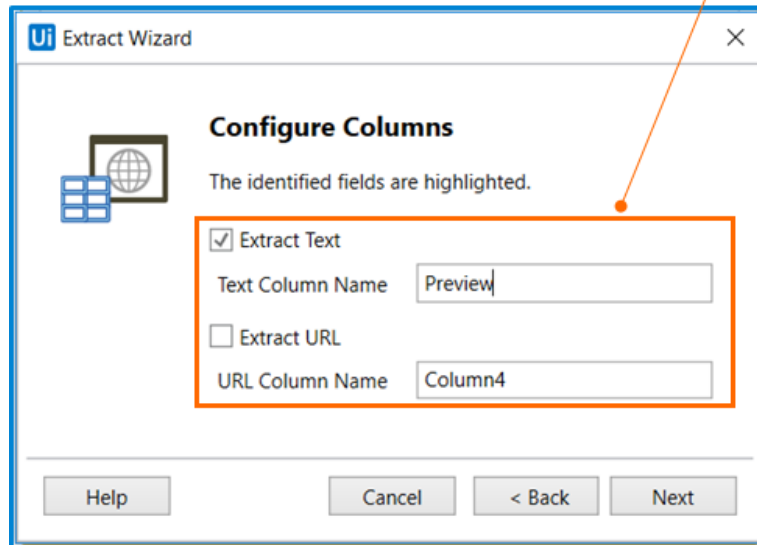 Ui Extract Wizard
Configure Columns
The identified fields are highlighted.
Extract Text
Text Column Name Preview
Extract URL
URL Column Name Column4
Help Cancel < Back Next